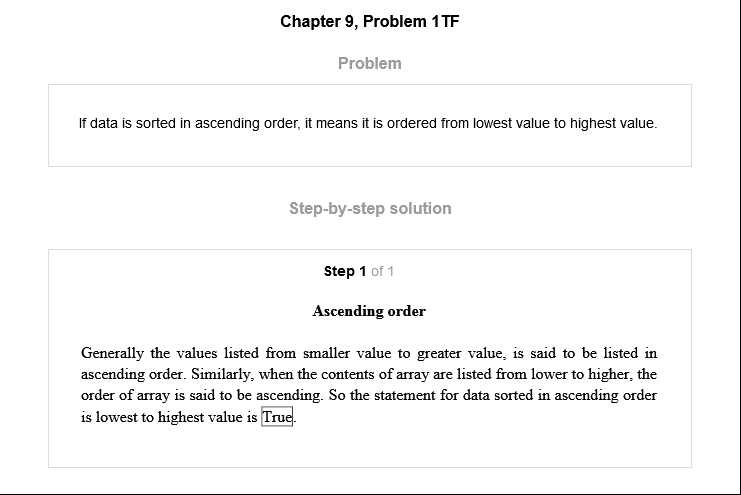 Chapter 9, Problem 1TF
Problem
If data is sorted in ascending order, it means it is ordered from lowest value to highest value.
Step-by-step solution
Step 1 of 1
Ascending order
Generally the values listed from smaller value to greater value, is said to be listed in
ascending order. Similarly, when the contents of array are listed from lower to higher, the
order of array is said to be ascending. So the statement for data sorted in ascending order
is lowest to highest value is True.